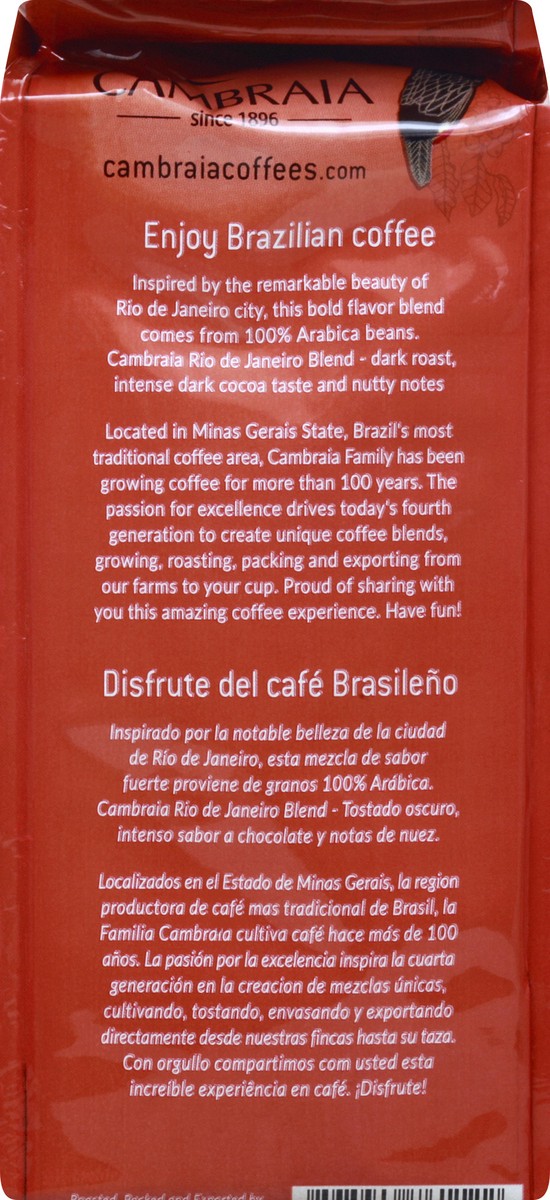 CAMBRAIA
since 1896
cambraiacoffees.com
Enjoy Brazilian coffee
Inspired by the remarkable beauty of
Rio de Janeiro city, this bold flavor blend
comes from 100% Arabica beans.
Cambraia Rio de Janeiro Blend - dark roast,
intense dark cocoa taste and nutty notes
Located in Minas Gerais State, Brazil's most
traditional coffee area, Cambraia Family has been
growing coffee for more than 100 years. The
passion for excellence drives today's fourth
generation to create unique coffee blends,
growing, roasting, packing and exporting from
our farms to your cup. Proud of sharing with
you this amazing coffee experience. Have fun!
Disfrute del café Brasileño
Inspirado por la notable belleza de la ciudad
de Río de Janeiro, esta mezcla de sabor
fuerte proviene de granos 100% Arábica.
Cambraia Rio de Janeiro Blend - Tostado oscuro,
intenso sabor a chocolate y notas de nuez.
Localizados en el Estado de Minas Gerais, la region
productora de café mas tradicional de Brasil, la
Familia Cambraia cultiva café hace más de 100
años. La pasión por la excelencia inspira la cuarta
generación en la creacion de mezclas únicas,
cultivando, tostando, envasando y exportando
directamente desde nuestras fincas hasta su taza.
Con orgullo compartimos com usted esta
increíble experiência en café. ¡Disfrute!
Roasted, Packed and Exported by